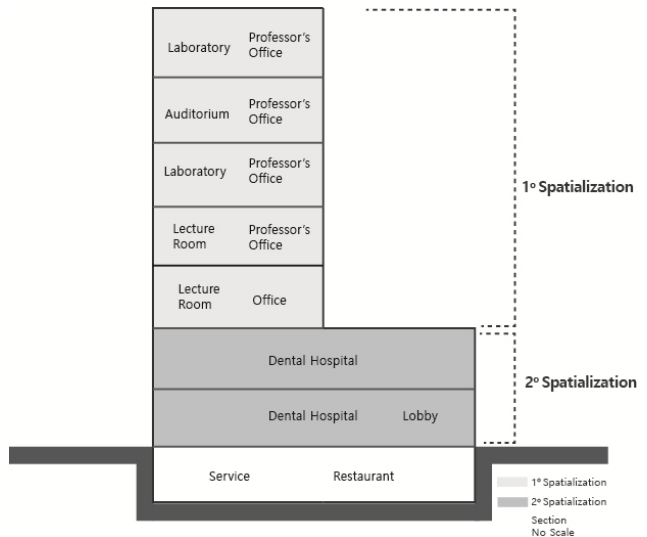 Laboratory
Professor's
Office
Auditorium
Professor's
Office
Laboratory
Professor's
Office
1º Spatialization
Lecture
Room
Professor's
Office
Lecture
Room
Office
Dental Hospital
2º Spatialization
Dental Hospital
Lobby
Service
Restaurant
1º Spatialization
2º Spatialization
Section
No Scale